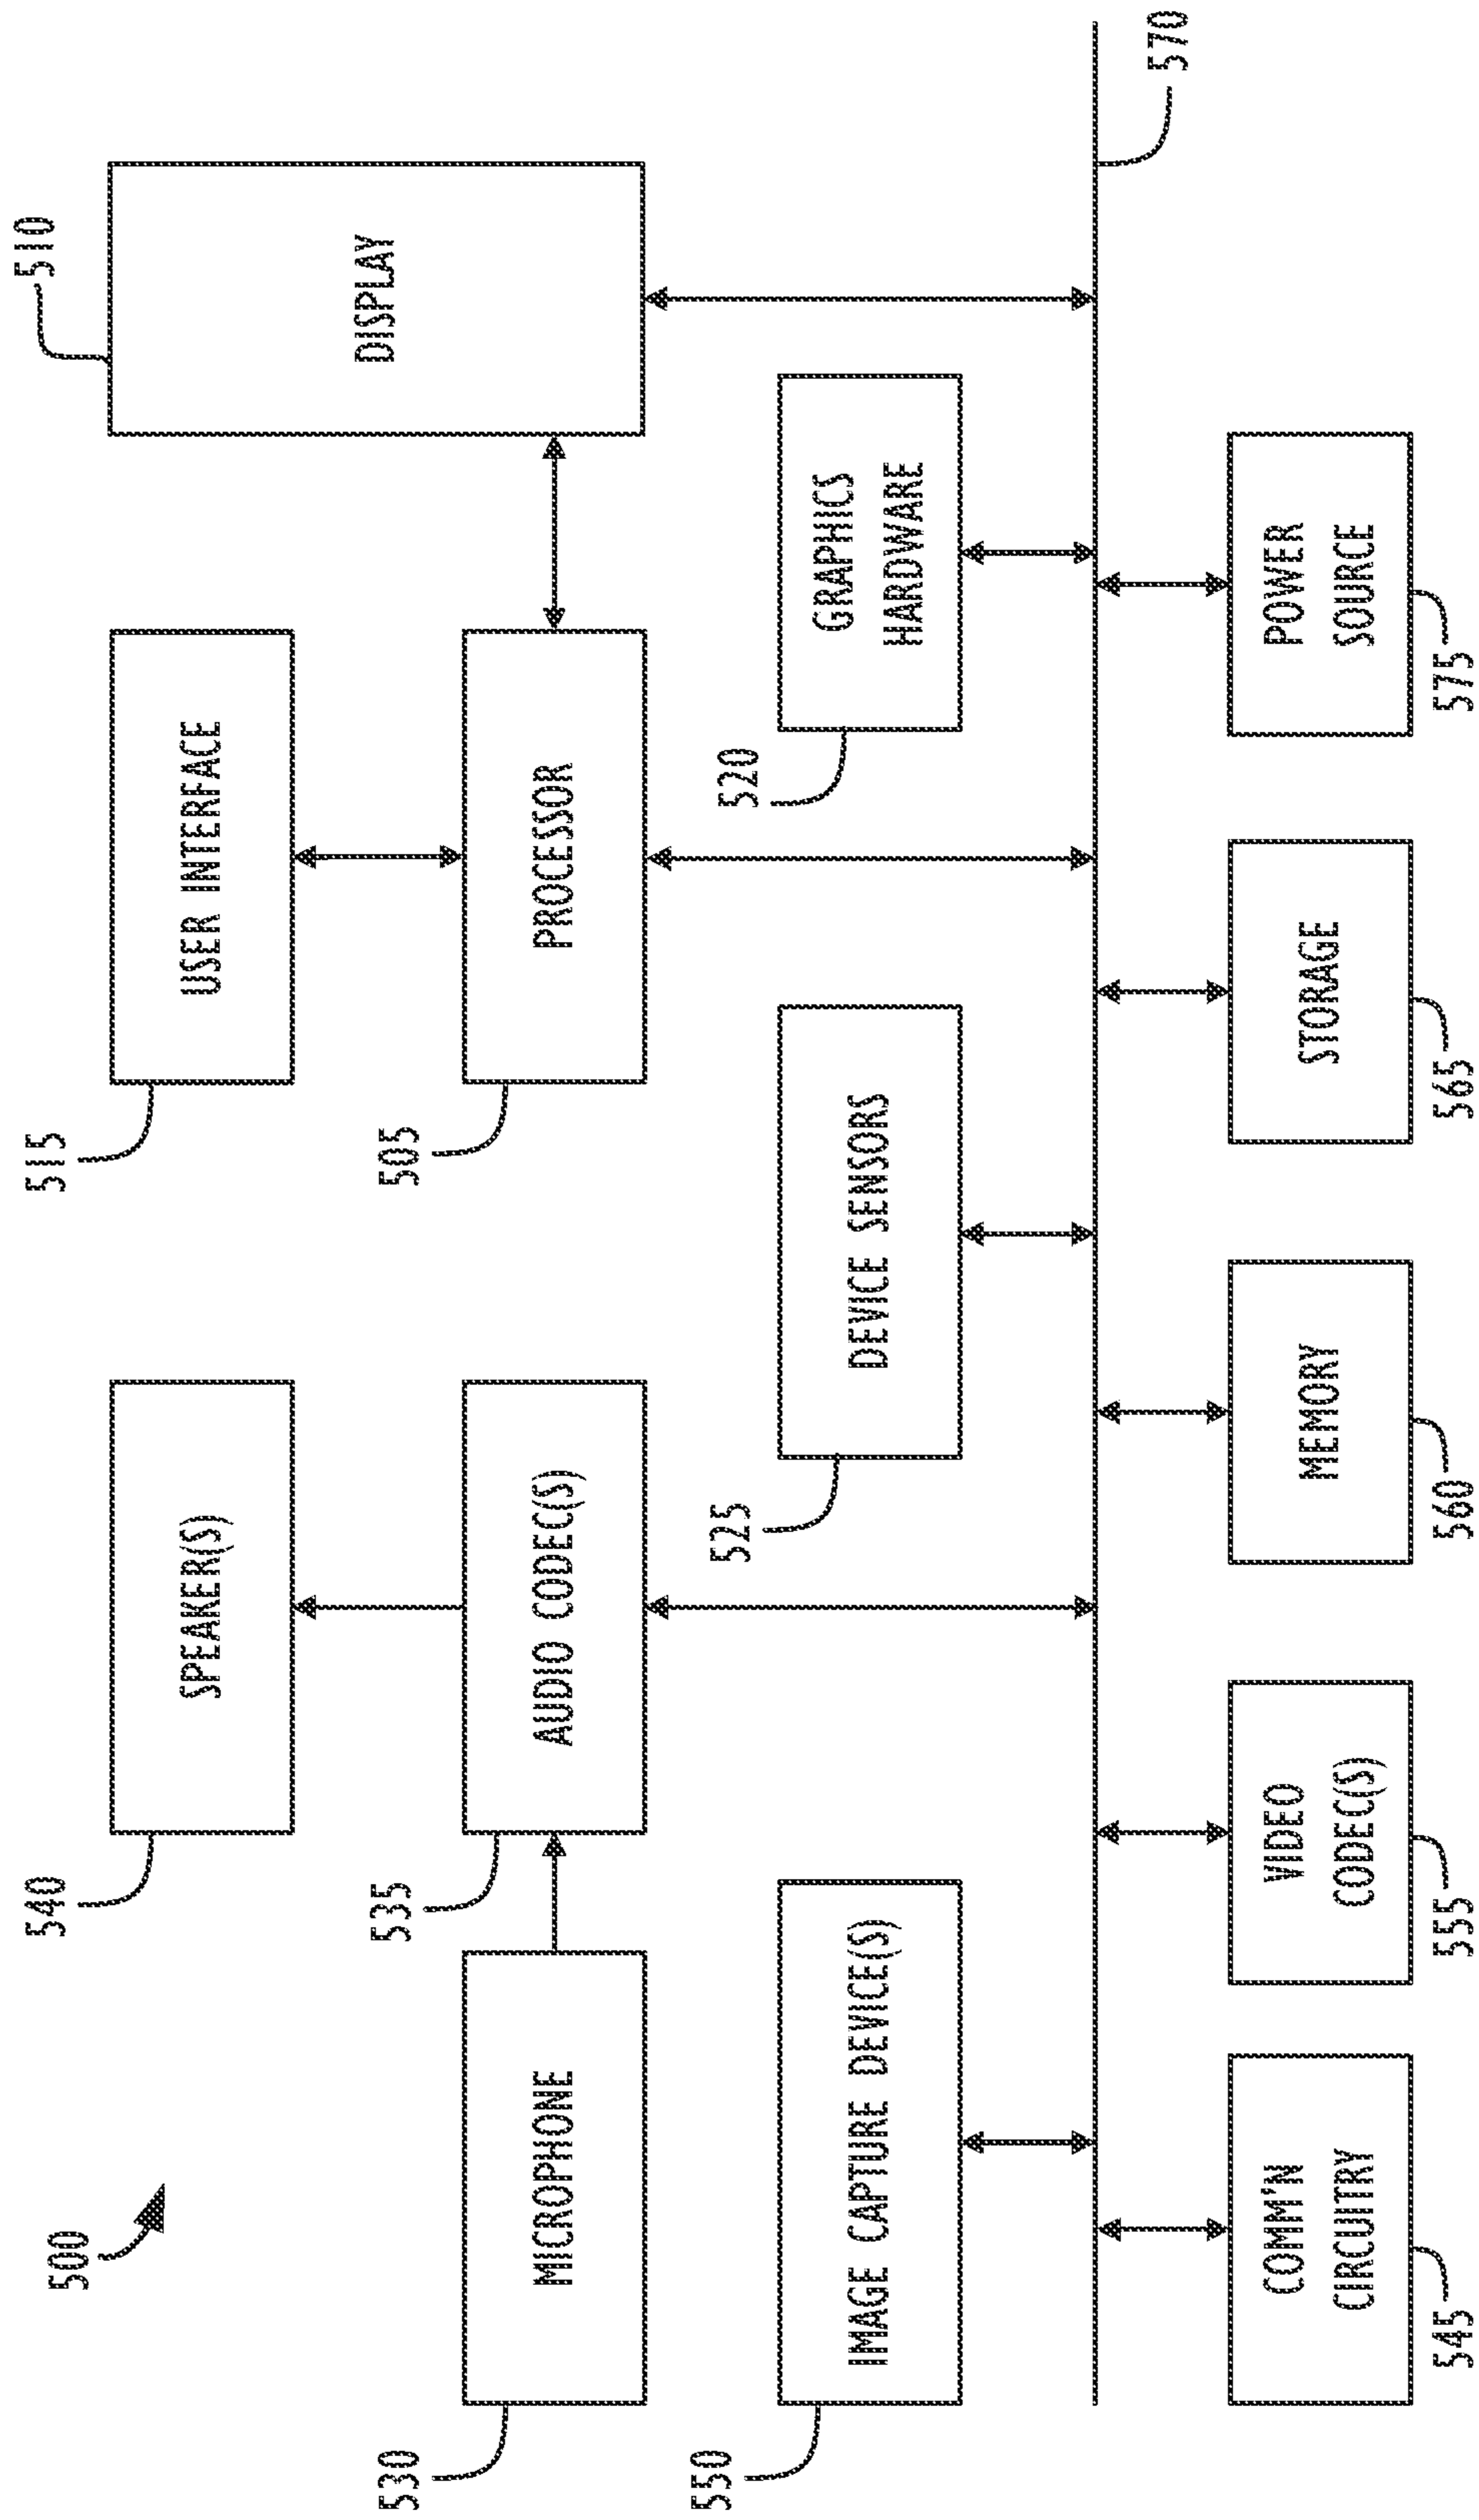 500
540
SPEAKER(S)
515
USER INTERFACE
510
DISPLAY
530
MICROPHONE
535
AUDIO CODEC(S)
505
PROCESSOR
550
IMAGE CAPTURE DEVICE(S)
525
DEVICE SENSORS
520
GRAPHICS
HARDWARE
570
COMM'N
CIRCUITRY
545
VIDEO
CODEC(S)
555
MEMORY
560
STORAGE
565
POWER
SOURCE
575